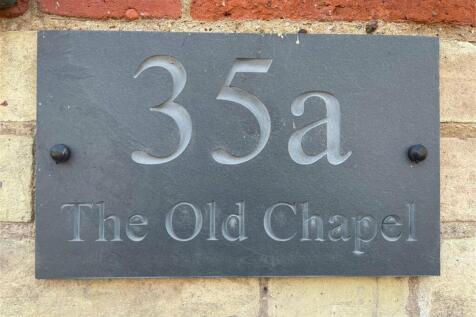 35a
The Old Chapel